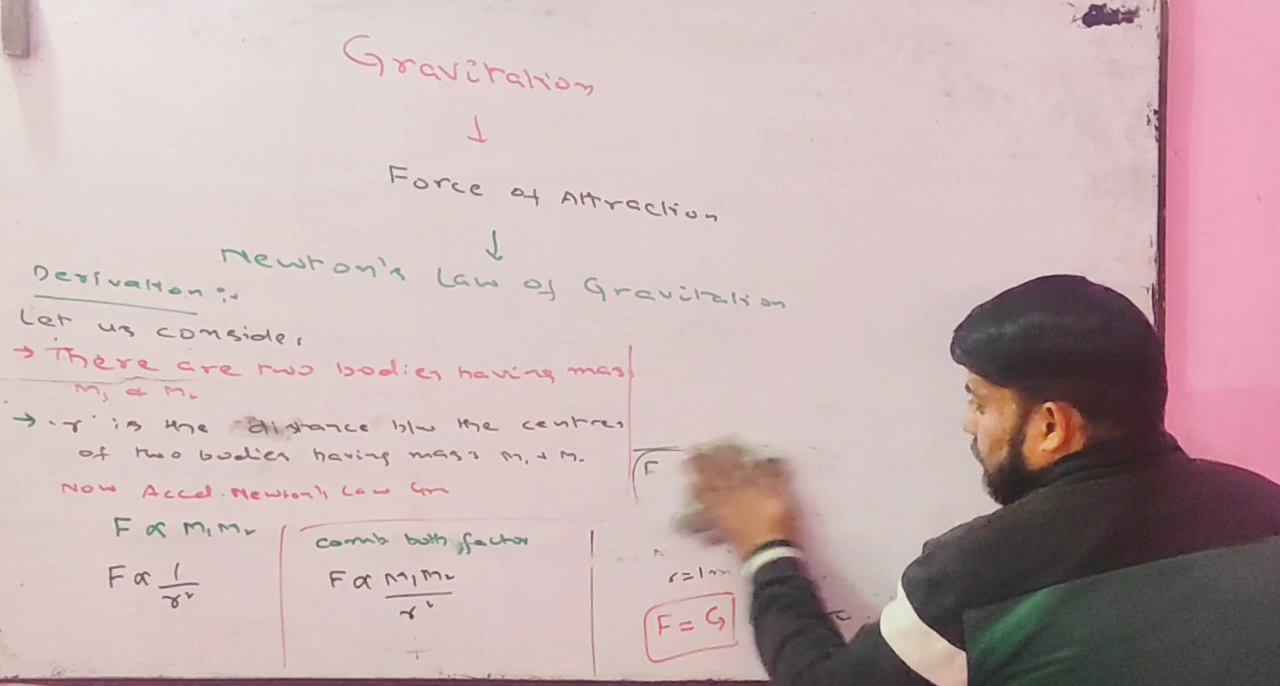 Gravitation
↓
Force of Attraction
↓
Newton's Law of Gravitation
Derivation :-
Let us consider,
→ There are two bodies having mass
M₁ & M₂
→ 'r' is the distance b/w the centres
of two bodies having mass M₁ & M₂
Now Accd. Newton's Law
F ∝ M₁M₂
F ∝ 1/r²
comb both factor
F ∝ M₁M₂/r²
F
r=1m
F = G